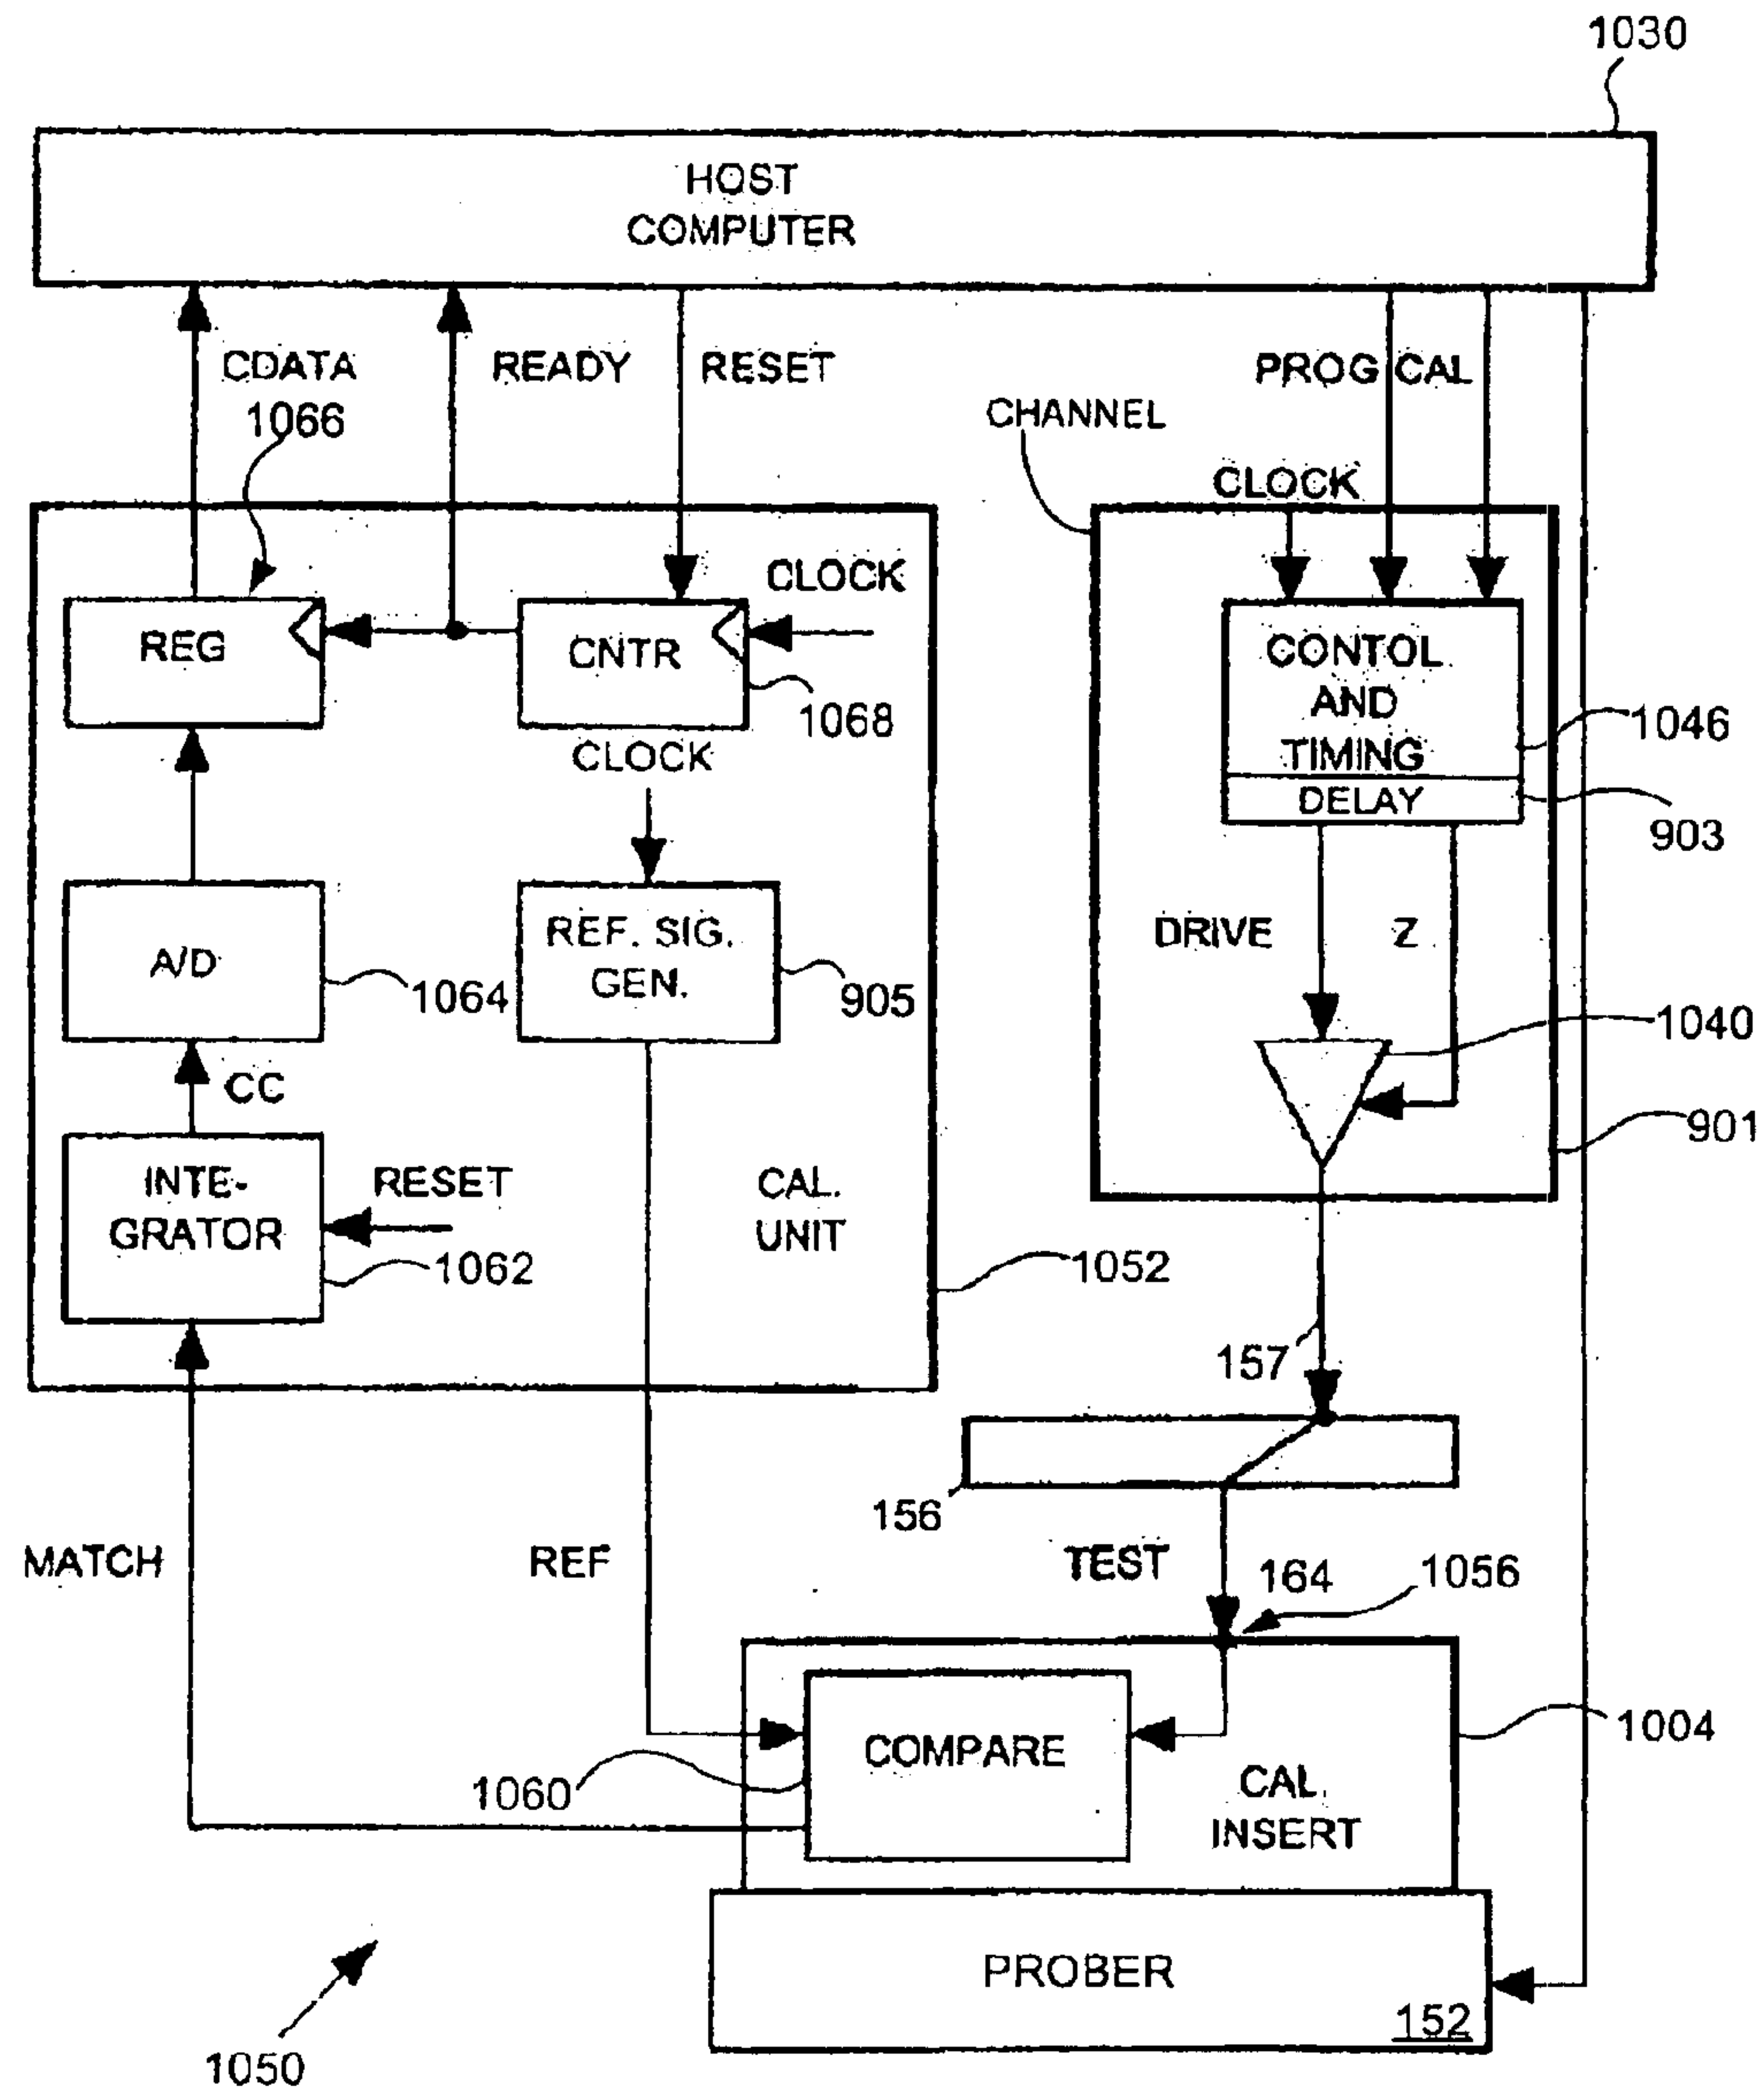 1030
HOST
COMPUTER
CDATA
READY
RESET
PROG
CAL
1066
CHANNEL
CLOCK
CLOCK
REG
CNTR
1068
CONTOL
AND
TIMING
1046
DELAY
903
CLOCK
A/D
1064
REF. SIG.
GEN.
905
DRIVE
Z
1040
CC
901
INTE-
GRATOR
RESET
1062
CAL.
UNIT
1052
157
156
MATCH
REF
TEST
164
1056
COMPARE
1060
1004
CAL.
INSERT
PROBER
152
1050